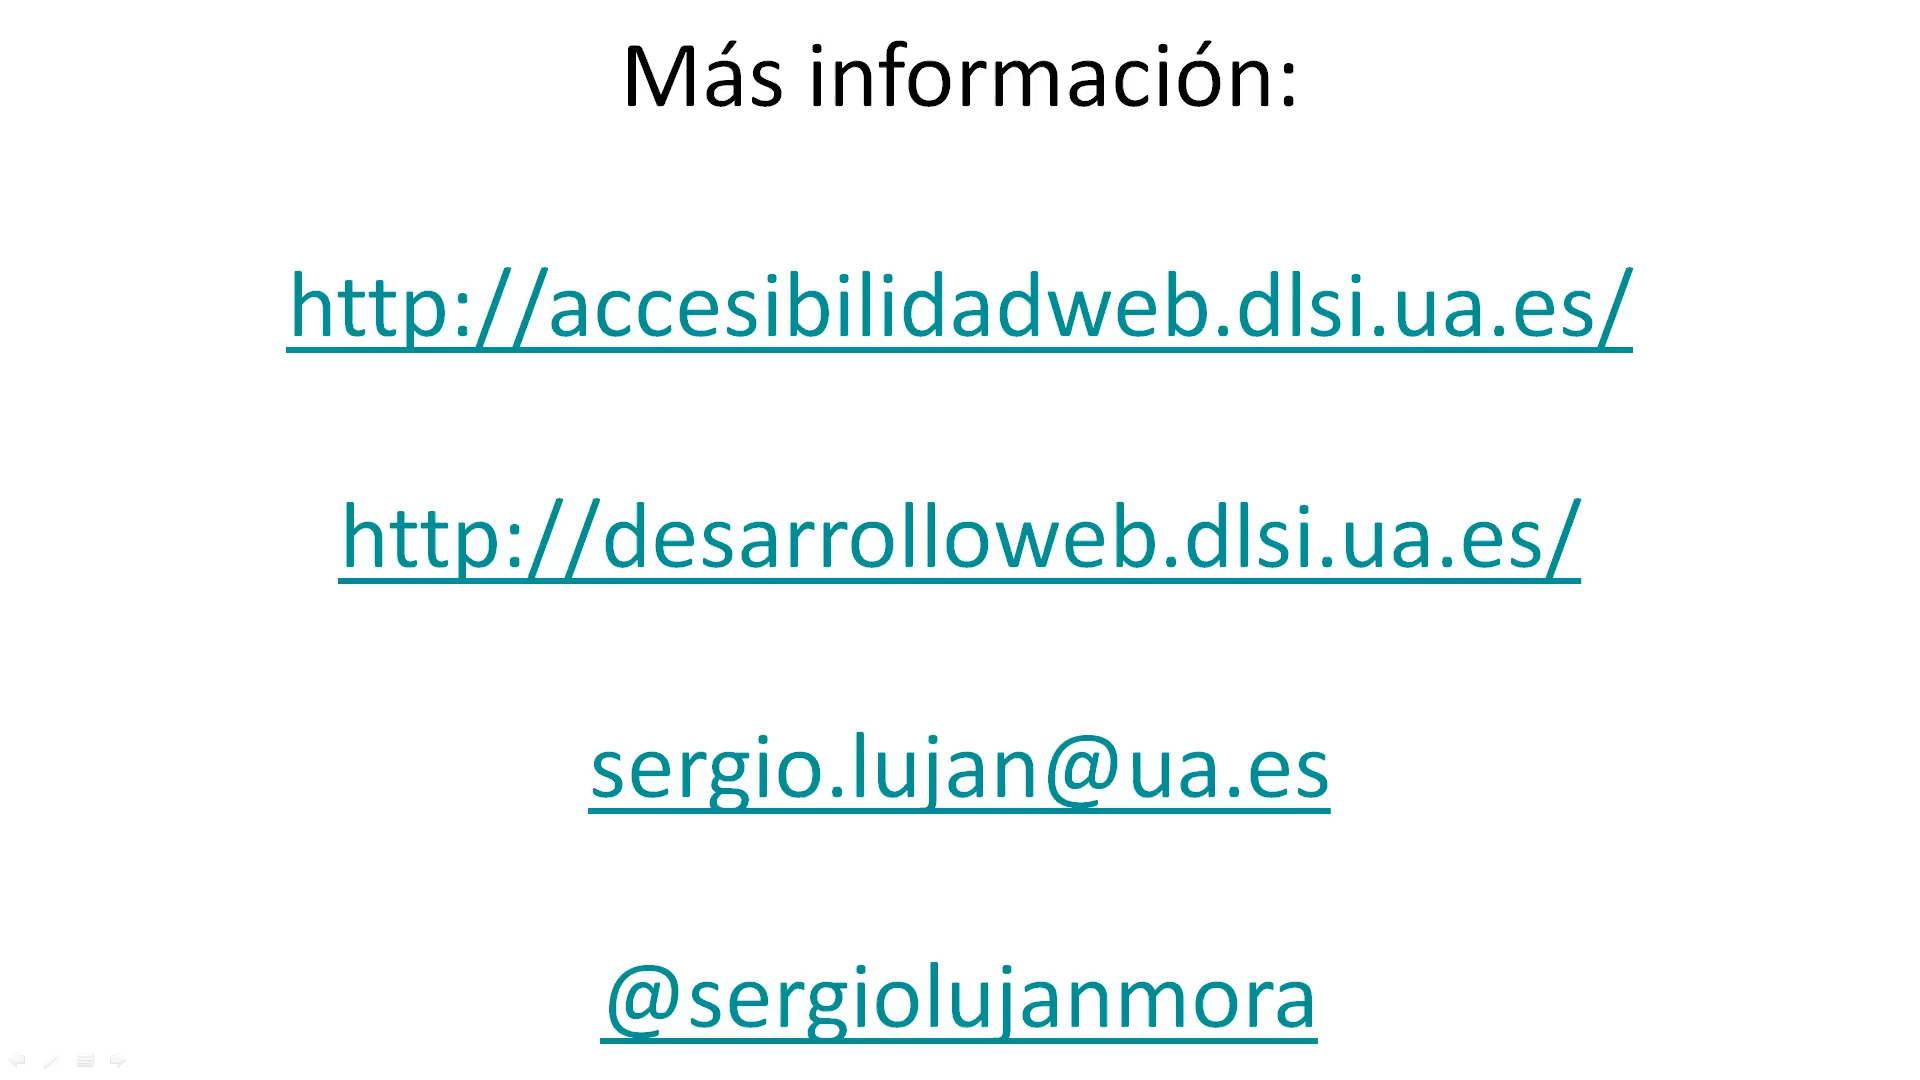 Más información:
http://accesibilidadweb.dlsi.ua.es/
http://desarrolloweb.dlsi.ua.es/
sergio.lujan@ua.es
@sergiolujanmora